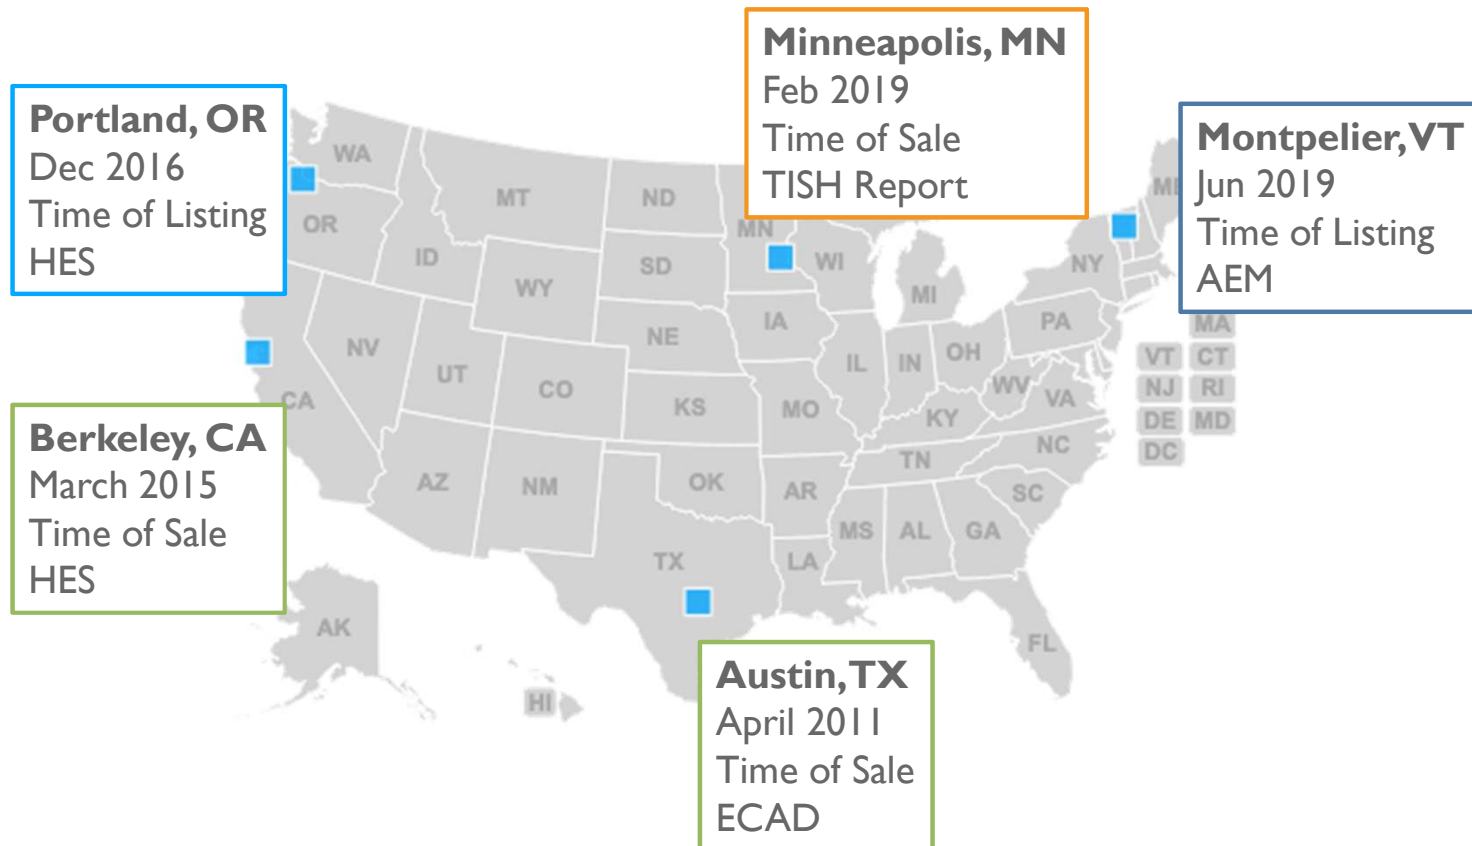 Minneapolis, MN
Feb 2019
Time of Sale
TISH Report
Portland, OR
Dec 2016
Time of Listing
HES
Montpelier, VT
Jun 2019
Time of Listing
AEM
Berkeley, CA
March 2015
Time of Sale
HES
Austin, TX
April 2011
Time of Sale
ECAD
WA
MT
ND
MN
OR
ID
SD
WI
NY
WY
MI
IA
PA
NE
MA
NV
UT
CO
IL
IN
OH
VT
CT
WV
NJ
RI
CA
KS
MO
KY
VA
DE
MD
NC
DC
AZ
NM
OK
AR
TN
SC
MS
AL
GA
TX
LA
AK
FL
HI